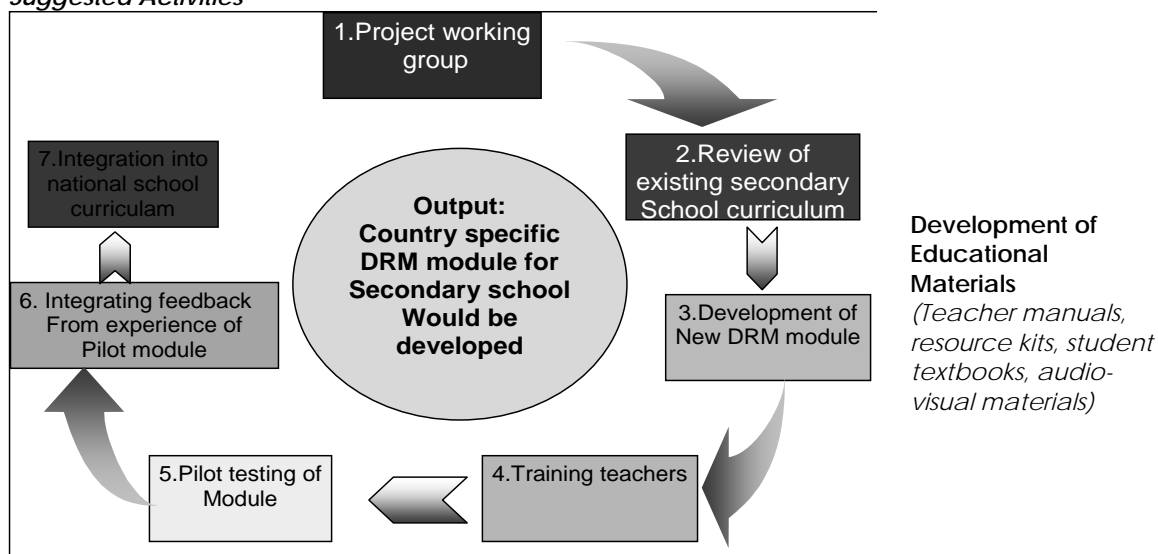 Suggested Activities
1.Project working
group
2.Review of
existing secondary
School curriculum
3.Development of
New DRM module
4.Training teachers
5.Pilot testing of
Module
6. Integrating feedback
From experience of
Pilot module
7.Integration into
national school
curriculam
Output:
Country specific
DRM module for
Secondary school
Would be
developed
Development of
Educational
Materials
(Teacher manuals,
resource kits, student
textbooks, audio-
visual materials)